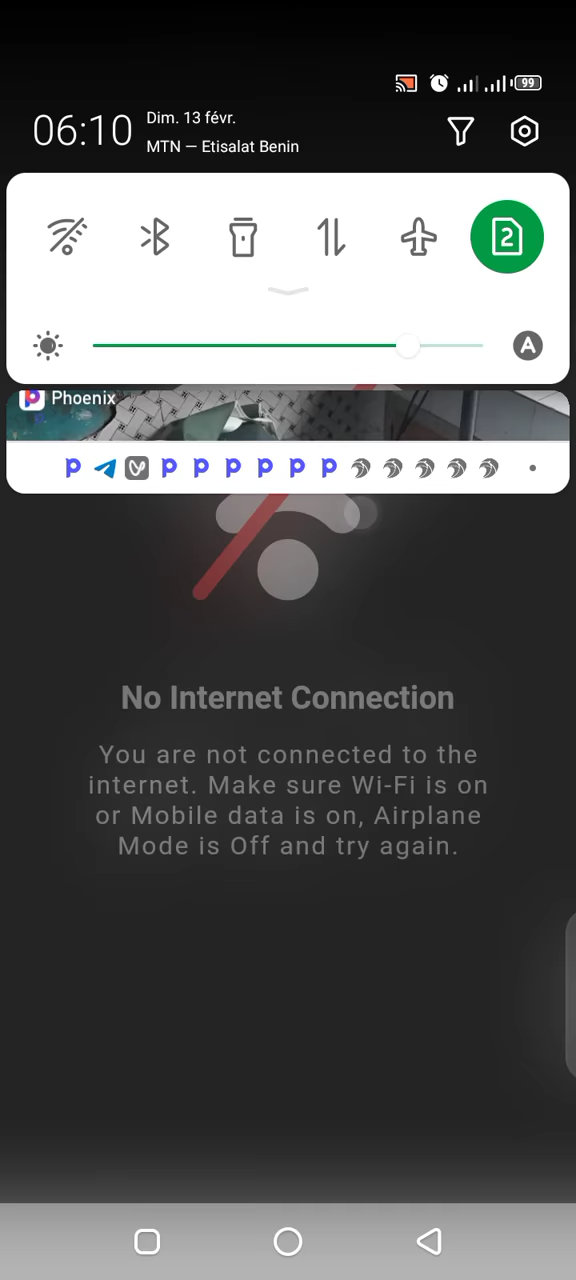 99
06:10
Dim. 13 févr.
MTN — Etisalat Benin
2
A
Phoenix
No Internet Connection
You are not connected to the
internet. Make sure Wi-Fi is on
or Mobile data is on, Airplane
Mode is Off and try again.